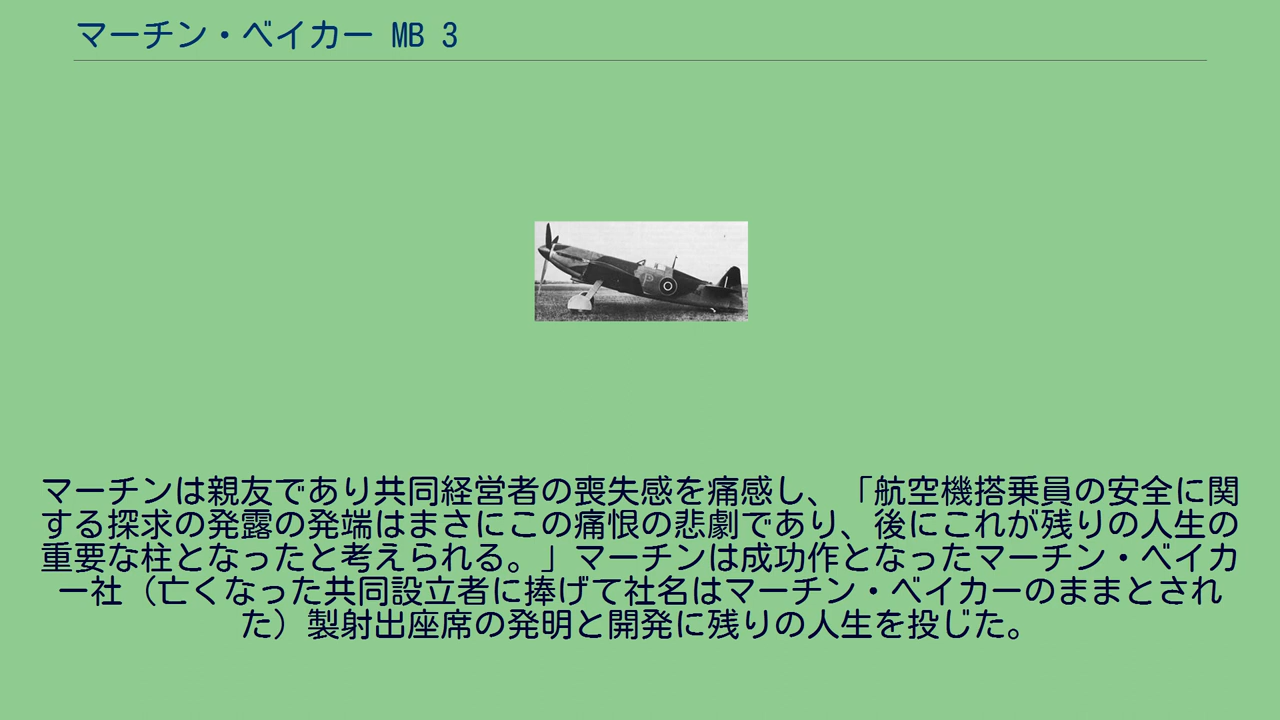 マーチン・ベイカー MB 3
マーチンは親友であり共同経営者の喪失感を痛感し、「航空機搭乗員の安全に関
する探求の発露の発端はまさにこの痛恨の悲劇であり、後にこれが残りの人生の
重要な柱となったと考えられる。」マーチンは成功作となったマーチン・ベイカ
ー社（亡くなった共同設立者に捧げて社名はマーチン・ベイカーのままとされ
た）製射出座席の発明と開発に残りの人生を投じた。